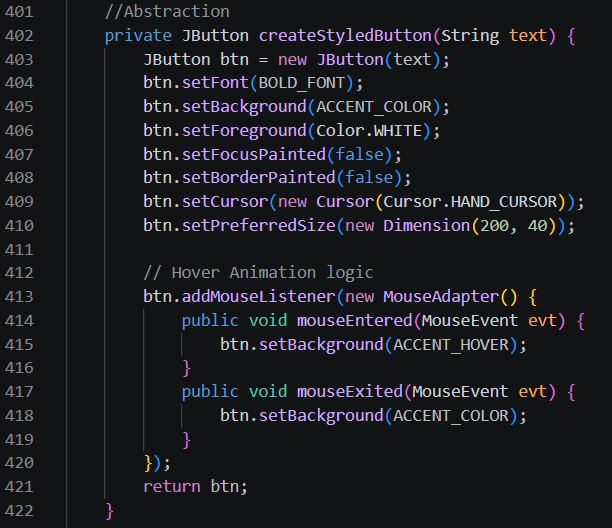 401 //Abstraction
402 private JButton createStyledButton(String text) {
403 JButton btn = new JButton(text);
404 btn.setFont(BOLD_FONT);
405 btn.setBackground(ACCENT_COLOR);
406 btn.setForeground(Color.WHITE);
407 btn.setFocusPainted(false);
408 btn.setBorderPainted(false);
409 btn.setCursor(new Cursor(Cursor.HAND_CURSOR));
410 btn.setPreferredSize(new Dimension(200, 40));
411
412 // Hover Animation logic
413 btn.addMouseListener(new MouseAdapter() {
414 public void mouseEntered(MouseEvent evt) {
415 btn.setBackground(ACCENT_HOVER);
416 }
417 public void mouseExited(MouseEvent evt) {
418 btn.setBackground(ACCENT_COLOR);
419 }
420 });
421 return btn;
422 }